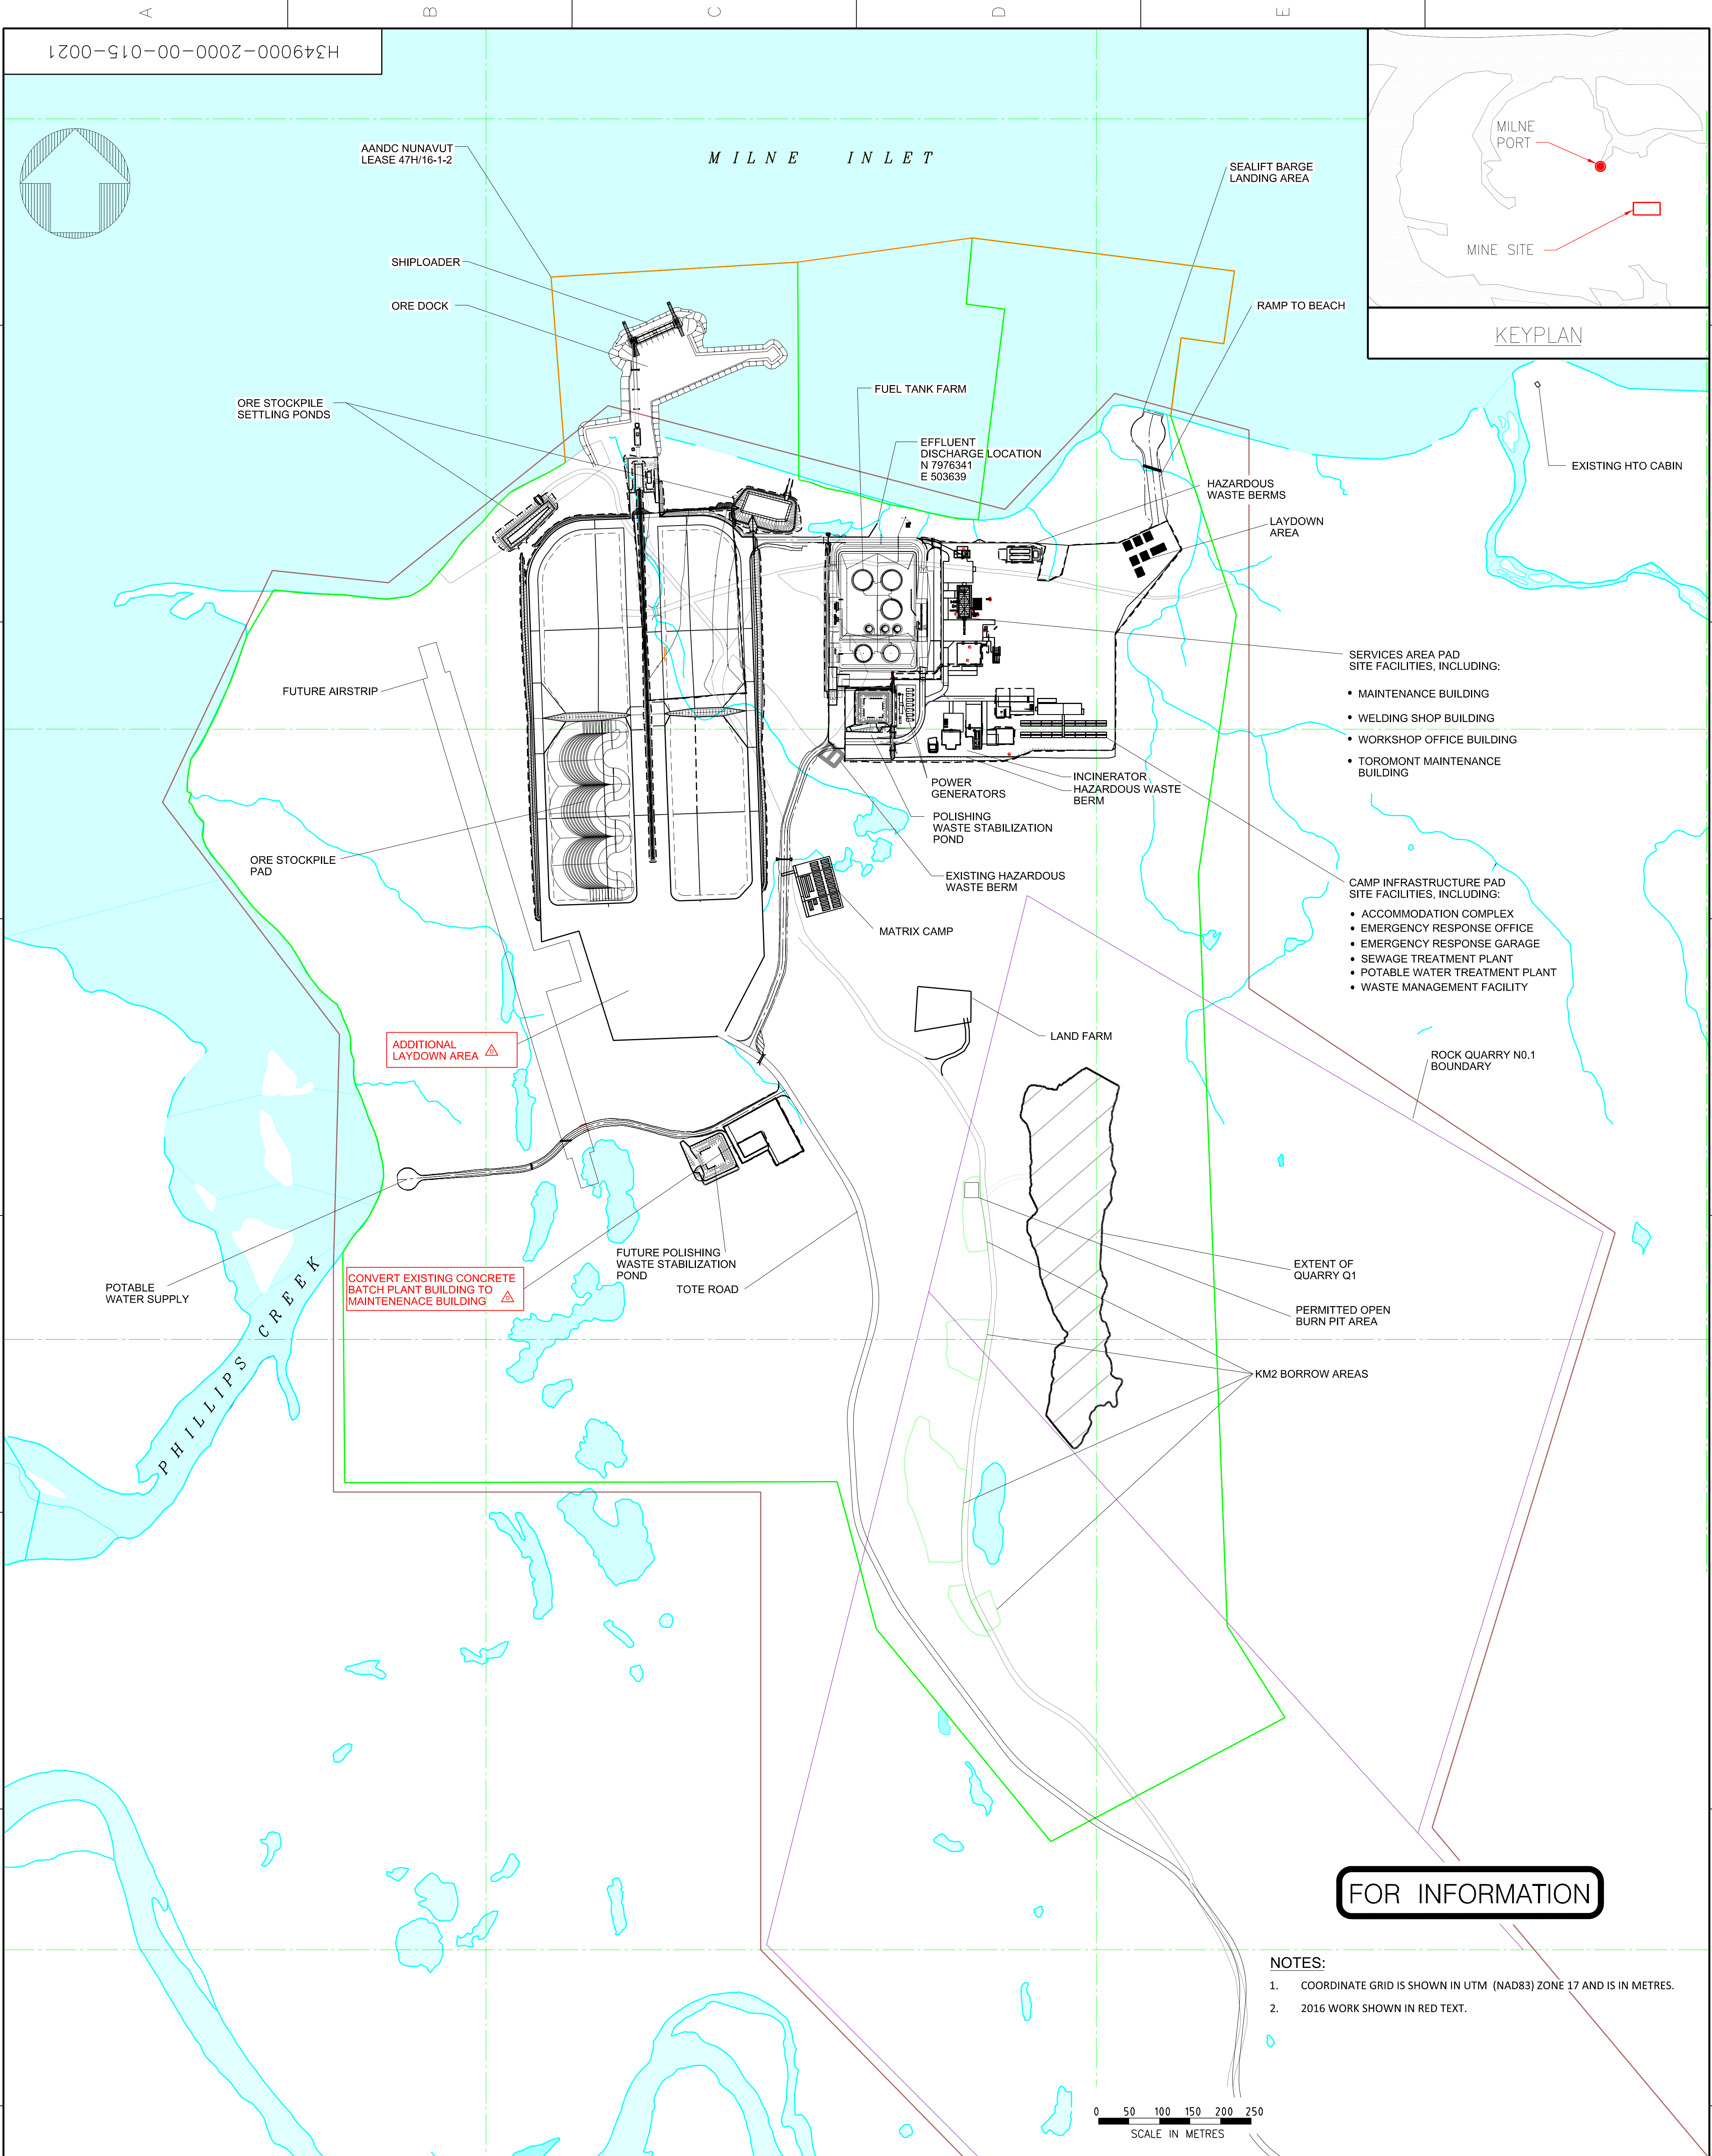 A
B
C
D
E
H349000-2000-00-015-0021
MILNE INLET
AANDC NUNAVUT
LEASE 47H/16-1-2
SEALIFT BARGE
LANDING AREA
MILNE
PORT
MINE SITE
KEYPLAN
SHIPLOADER
ORE DOCK
RAMP TO BEACH
ORE STOCKPILE
SETTLING PONDS
FUEL TANK FARM
EFFLUENT
DISCHARGE LOCATION
N 7976341
E 503639
EXISTING HTO CABIN
HAZARDOUS
WASTE BERMS
LAYDOWN
AREA
SERVICES AREA PAD
SITE FACILITIES, INCLUDING:
• MAINTENANCE BUILDING
• WELDING SHOP BUILDING
• WORKSHOP OFFICE BUILDING
• TOROMONT MAINTENANCE
BUILDING
FUTURE AIRSTRIP
B
POWER
GENERATORS
INCINERATOR
HAZARDOUS WASTE
BERM
POLISHING
WASTE STABILIZATION
POND
ORE STOCKPILE
PAD
EXISTING HAZARDOUS
WASTE BERM
CAMP INFRASTRUCTURE PAD
SITE FACILITIES, INCLUDING:
• ACCOMMODATION COMPLEX
• EMERGENCY RESPONSE OFFICE
• EMERGENCY RESPONSE GARAGE
• SEWAGE TREATMENT PLANT
• POTABLE WATER TREATMENT PLANT
• WASTE MANAGEMENT FACILITY
MATRIX CAMP
ADDITIONAL
LAYDOWN AREA
LAND FARM
ROCK QUARRY N0.1
BOUNDARY
POTABLE
WATER SUPPLY
PHILLIPS CREEK
CONVERT EXISTING CONCRETE
BATCH PLANT BUILDING TO
MAINTENENACE BUILDING
FUTURE POLISHING
WASTE STABILIZATION
POND
TOTE ROAD
EXTENT OF
QUARRY Q1
PERMITTED OPEN
BURN PIT AREA
KM2 BORROW AREAS
FOR INFORMATION
NOTES:
1. COORDINATE GRID IS SHOWN IN UTM (NAD83) ZONE 17 AND IS IN METRES.
2. 2016 WORK SHOWN IN RED TEXT.
0 50 100 150 200 250
SCALE IN METRES